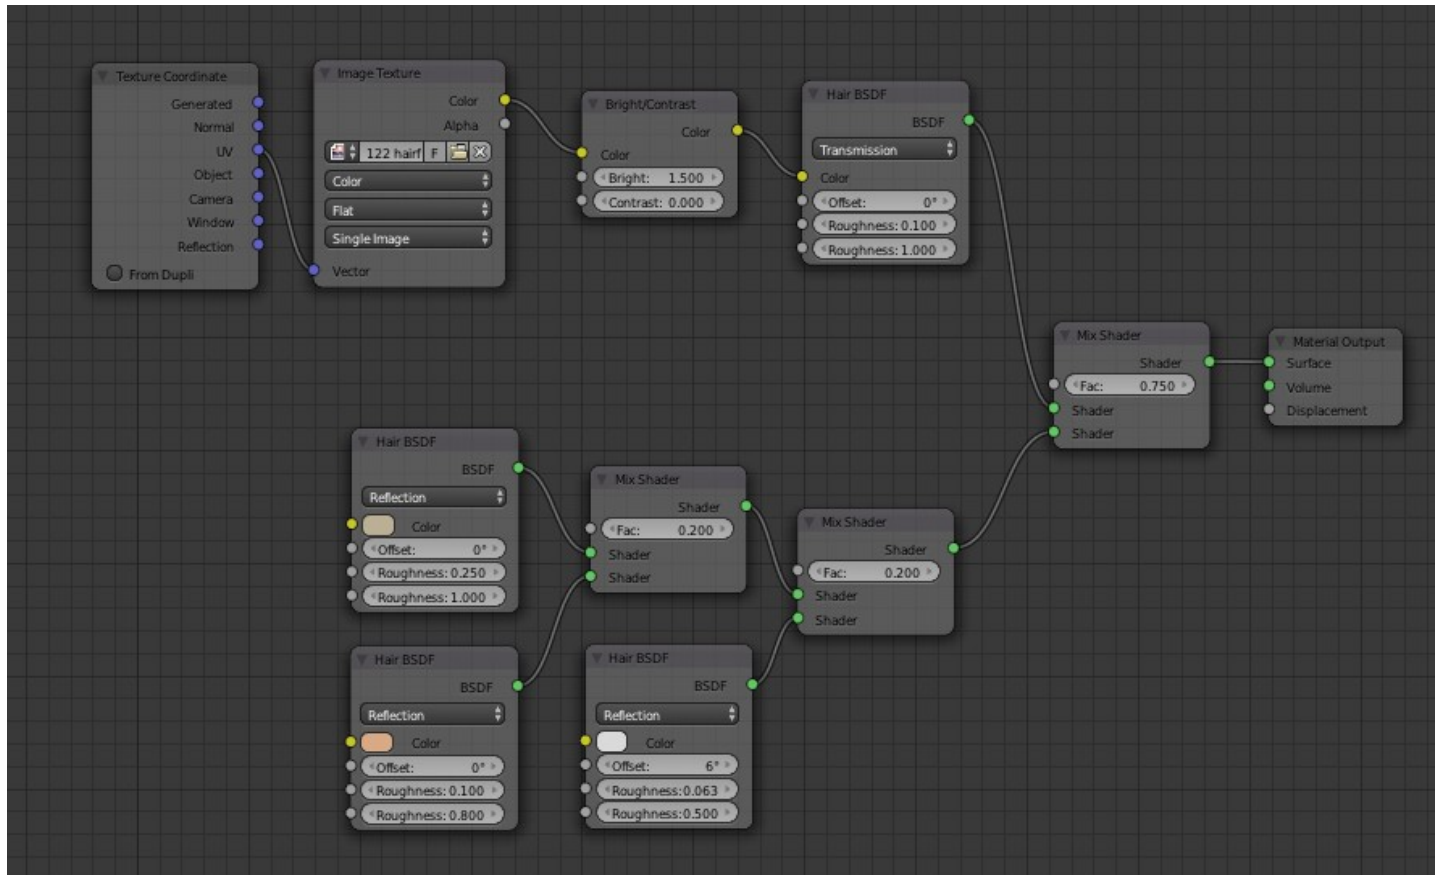 Texture Coordinate
Generated
Normal
UV
Object
Camera
Window
Reflection
From Dupli
Image Texture
Color
Alpha
122 hairf F
Color
Flat
Single Image
Vector
Bright/Contrast
Color
Color
Bright: 1.500
Contrast: 0.000
Hair BSDF
BSDF
Transmission
Color
Offset: 0°
Roughness: 0.100
Roughness: 1.000
Mix Shader
Shader
Fac: 0.750
Shader
Shader
Material Output
Surface
Volume
Displacement
Hair BSDF
BSDF
Reflection
Color
Offset: 0°
Roughness: 0.250
Roughness: 1.000
Mix Shader
Shader
Fac: 0.200
Shader
Shader
Mix Shader
Shader
Fac: 0.200
Shader
Shader
Hair BSDF
BSDF
Reflection
Color
Offset: 0°
Roughness: 0.100
Roughness: 0.800
Hair BSDF
BSDF
Reflection
Color
Offset: 6°
Roughness: 0.063
Roughness: 0.500